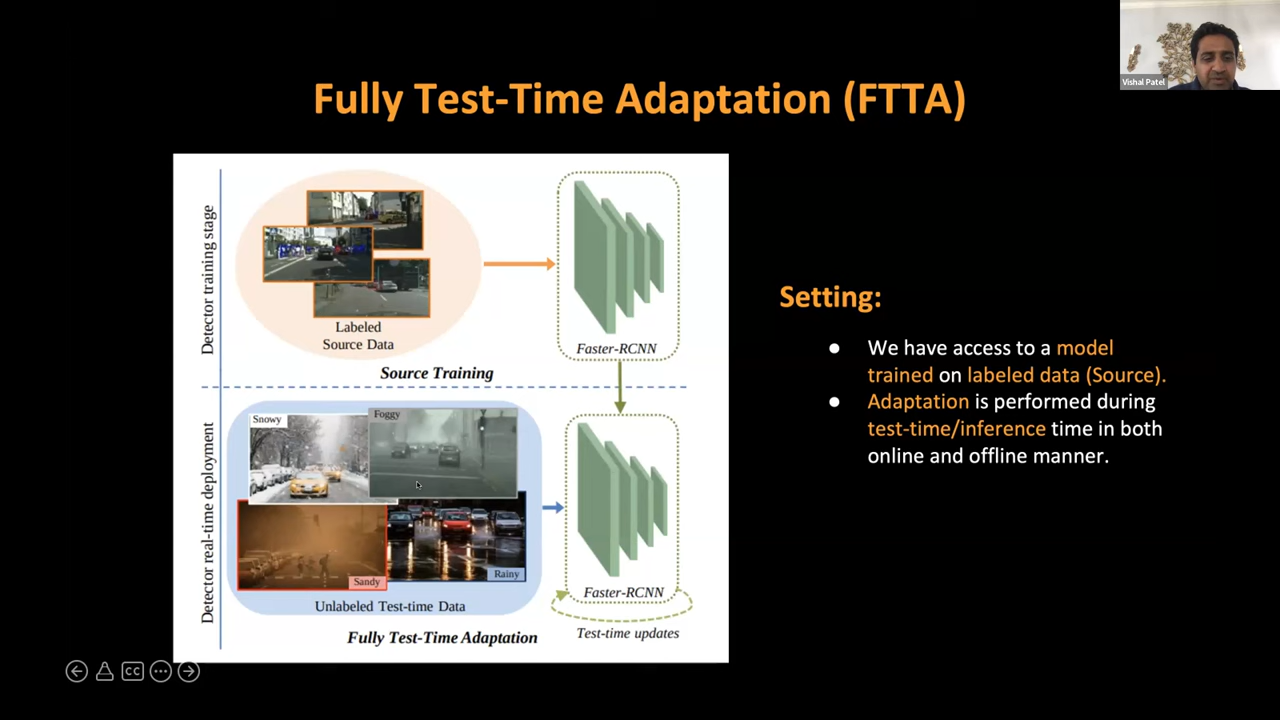 Vishal Patel
Fully Test-Time Adaptation (FTTA)
Detector training stage
Labeled
Source Data
Faster-RCNN
Source Training
Detector real-time deployment
Snowy
Foggy
Sandy
Rainy
Unlabeled Test-time Data
Faster-RCNN
Fully Test-Time Adaptation
Test-time updates
Setting:
● We have access to a model
trained on labeled data (Source).
● Adaptation is performed during
test-time/inference time in both
online and offline manner.
CC